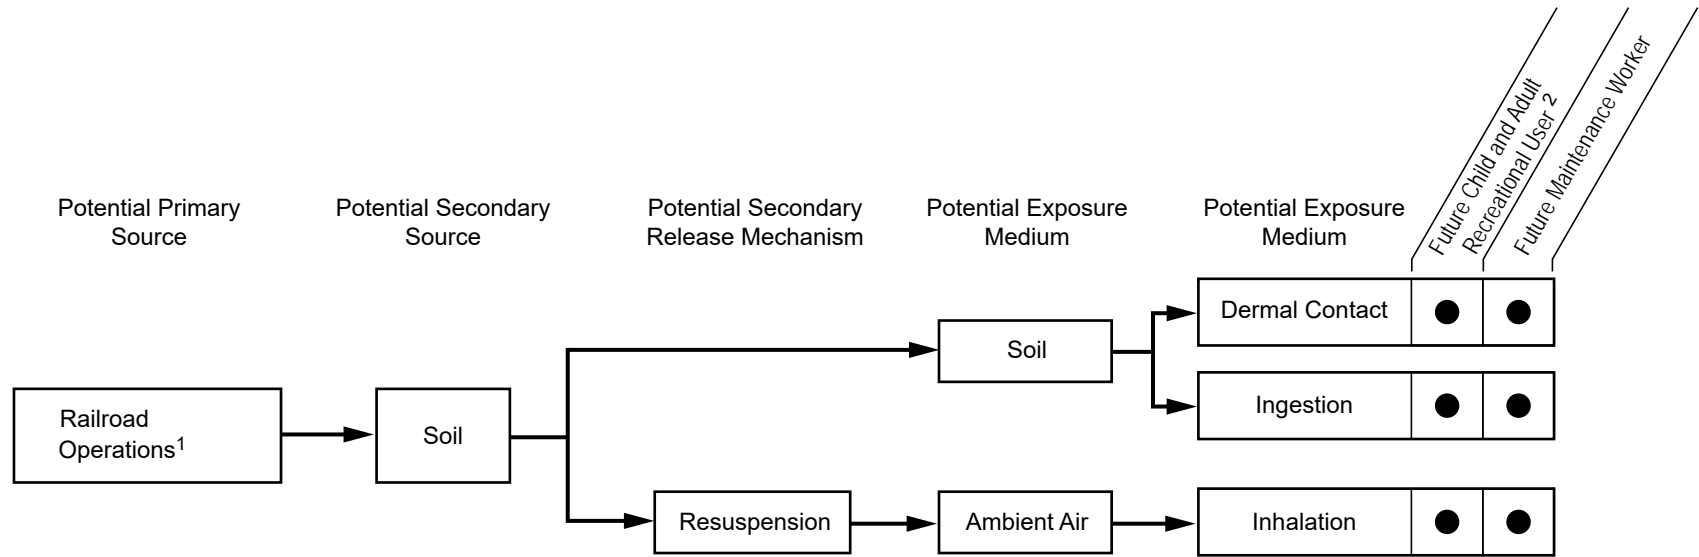 Future Child and Adult
Recreational User 2
Future Maintenance Worker
Potential Primary
Source
Potential Secondary
Source
Potential Secondary
Release Mechanism
Potential Exposure
Medium
Potential Exposure
Medium
Railroad
Operations1
Soil
Soil
Dermal Contact
Ingestion
Resuspension
Ambient Air
Inhalation